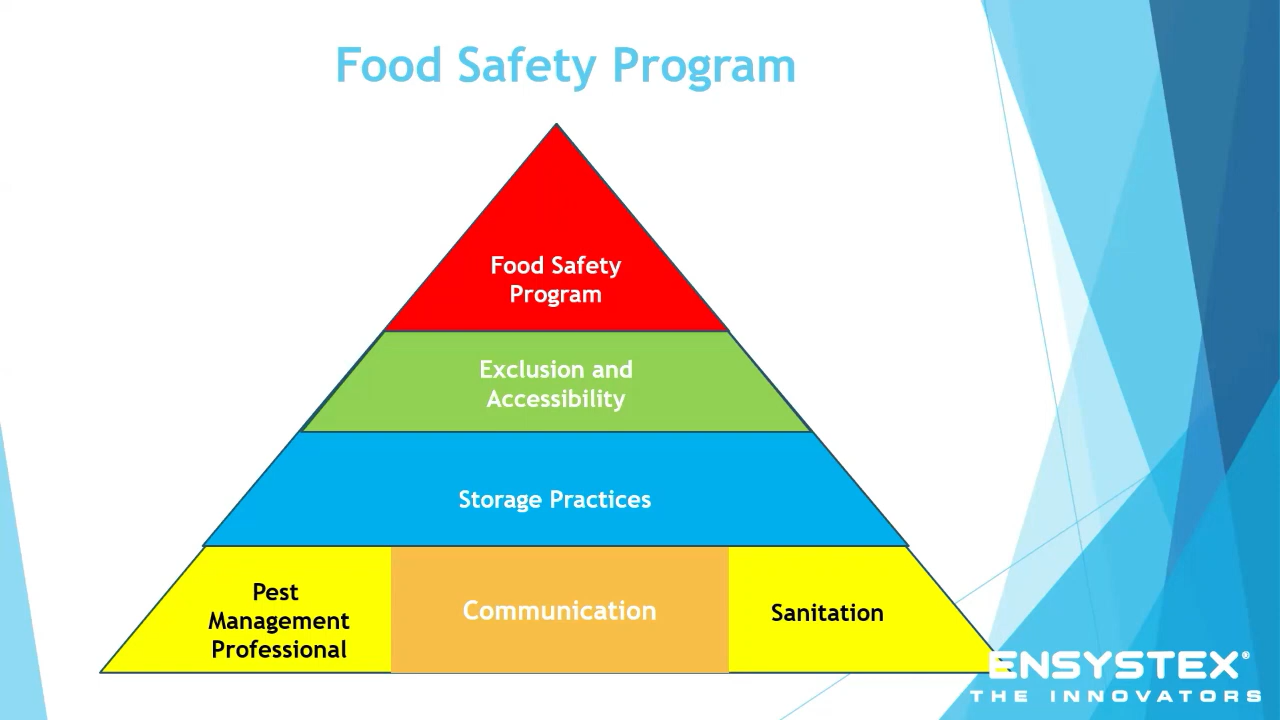 Food Safety Program
Food Safety
Program
Exclusion and
Accessibility
Storage Practices
Pest
Management
Professional
Communication
Sanitation
ENSYSTEX®
THE INNOVATORS